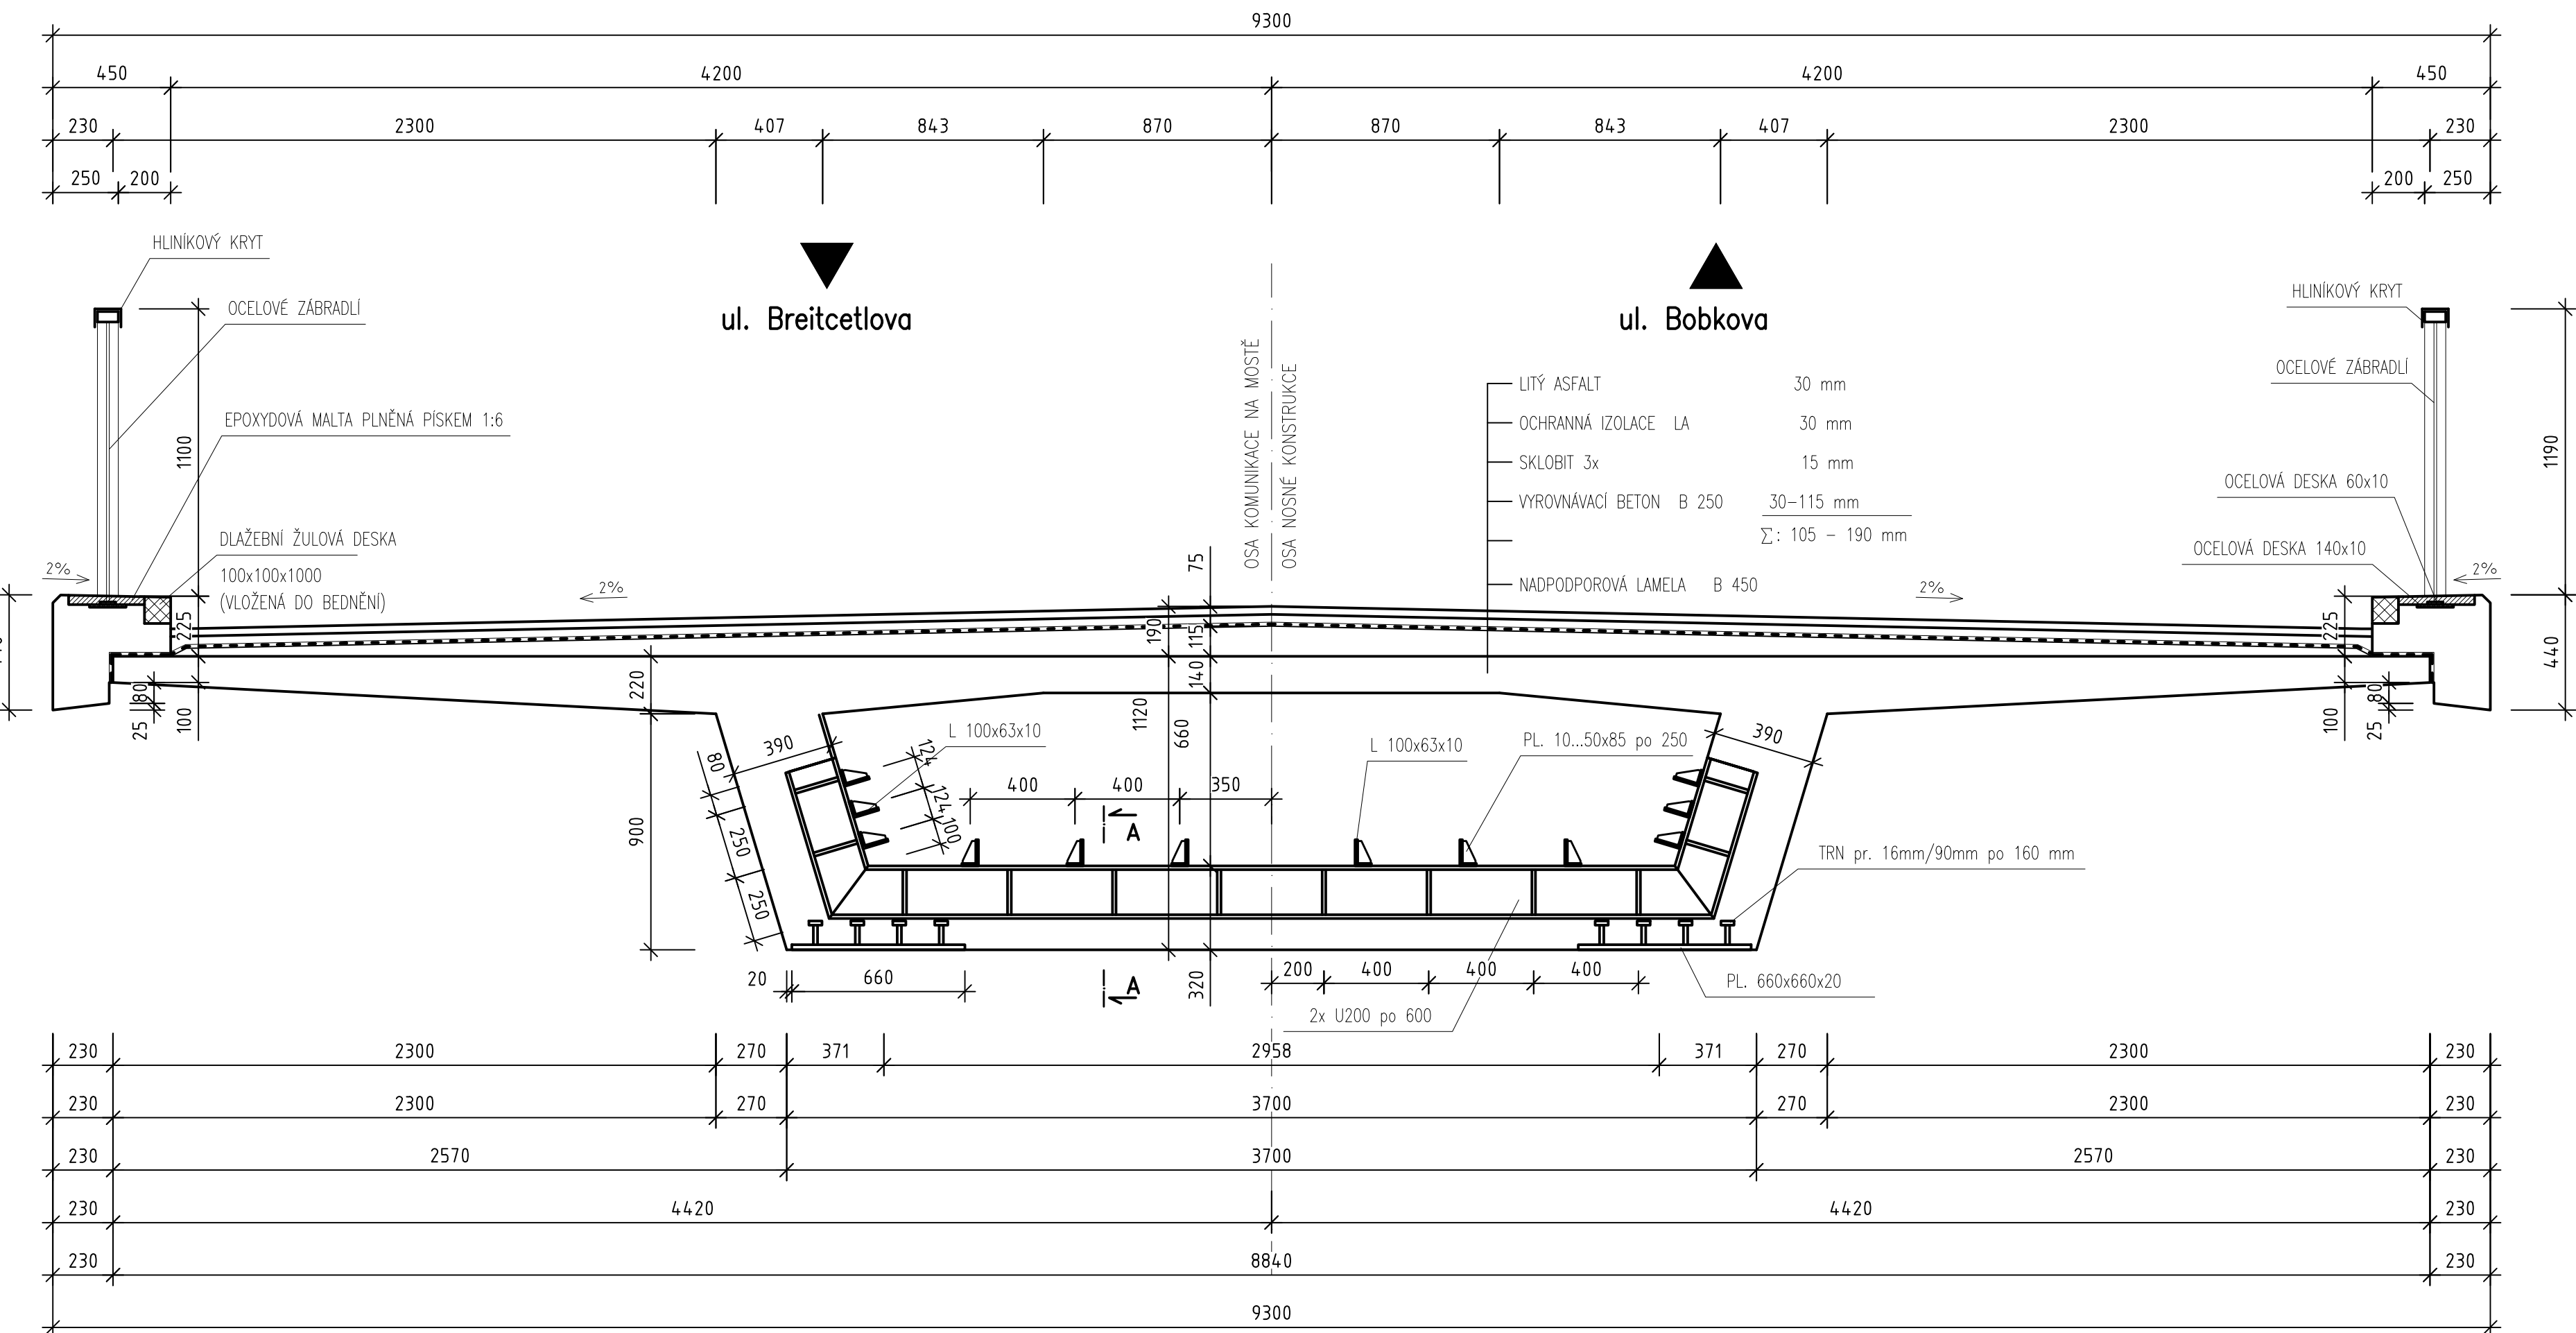 9300
450 4200 4200 450
230 2300 407 843 870 870 843 407 2300 230
250 200 200 250
HLINÍKOVÝ KRYT
OCELOVÉ ZÁBRADLÍ
EPOXYDOVÁ MALTA PLNĚNÁ PÍSKEM 1:6
1100
DLAŽEBNÍ ŽULOVÁ DESKA
100x100x1000
(VLOŽENÁ DO BEDNĚNÍ)
2%
225
80
25
100
ul. Breitcetlova
2%
OSA KOMUNIKACE NA MOSTĚ
OSA NOSNÉ KONSTRUKCE
ul. Bobkova
LITÝ ASFALT 30 mm
OCHRANNÁ IZOLACE LA 30 mm
SKLOBIT 3x 15 mm
VYROVNÁVACÍ BETON B 250 30-115 mm
∑: 105 - 190 mm
NADPODPOROVÁ LAMELA B 450
2%
HLINÍKOVÝ KRYT
OCELOVÉ ZÁBRADLÍ
1190
OCELOVÁ DESKA 60x10
OCELOVÁ DESKA 140x10
2%
225
440
80
25
100
75
190
115
140
1120
660
320
220
900
390
80
250
250
L 100x63x10
124
124
100
400 400 350
A
L 100x63x10
PL. 10...50x85 po 250
390
TRN pr. 16mm/90mm po 160 mm
20 660
A
200 400 400 400
PL. 660x660x20
2x U200 po 600
230 2300 270 371 2958 371 270 2300 230
230 2300 270 3700 270 2300 230
230 2570 3700 2570 230
230 4420 4420 230
230 8840 230
9300